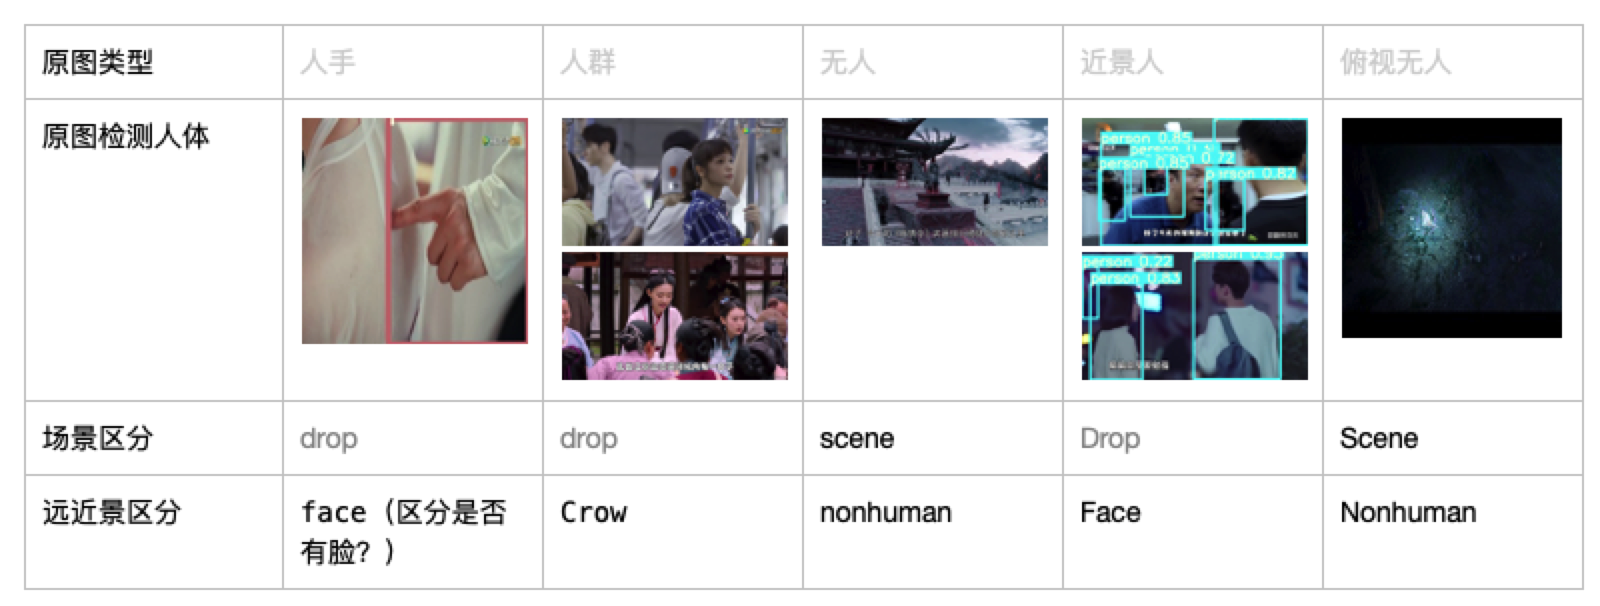 原图类型 人手 人群 无人 近景人 俯视无人
原图检测人体
person 0.85
person 0.85 0.72
person 0.82
person 0.22
person 0.83
person 0.95
场景区分 drop drop scene Drop Scene
远近景区分 face（区分是否有脸？） Crow nonhuman Face Nonhuman